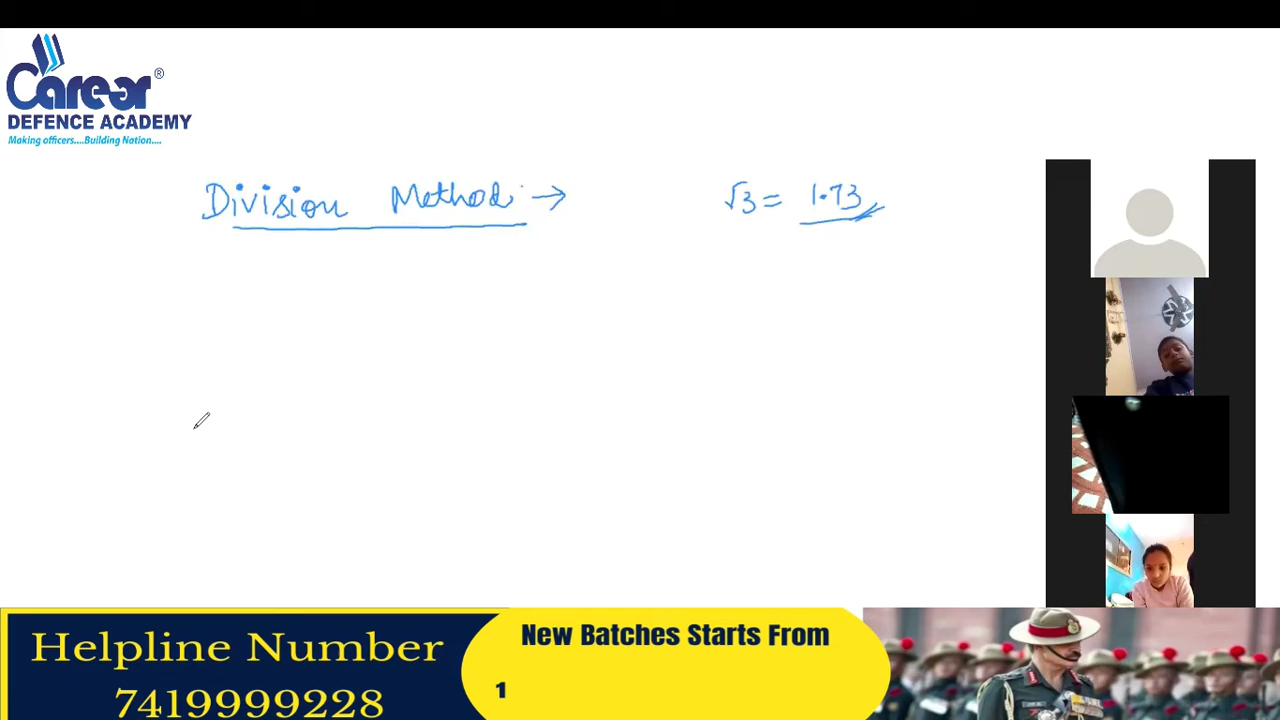 Carear®
DEFENCE ACADEMY
Making officers....Building Nation....
Division Method →
√3 = 1.73
Helpline Number
7419999228
New Batches Starts From
1